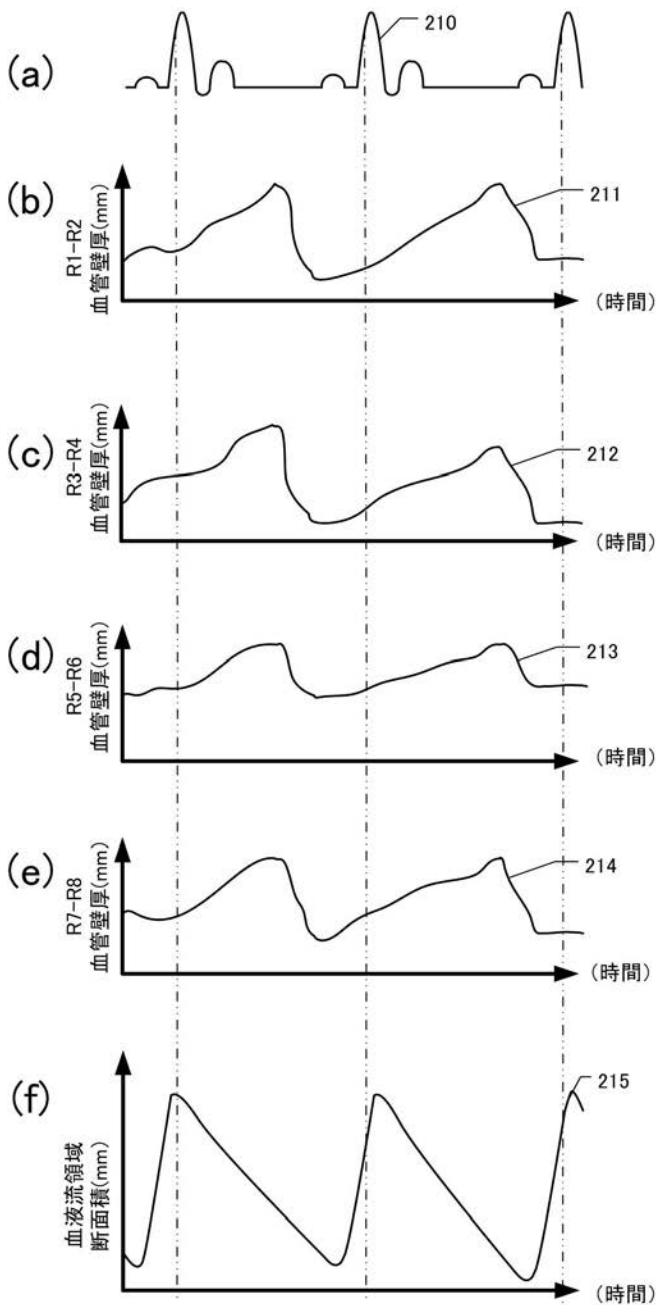 (a)
210
(b)
R1-R2
血管壁厚(mm)
211
(時間)
(c)
R3-R4
血管壁厚(mm)
212
(時間)
(d)
R5-R6
血管壁厚(mm)
213
(時間)
(e)
R7-R8
血管壁厚(mm)
214
(時間)
(f)
血液流領域
断面積(mm)
215
(時間)